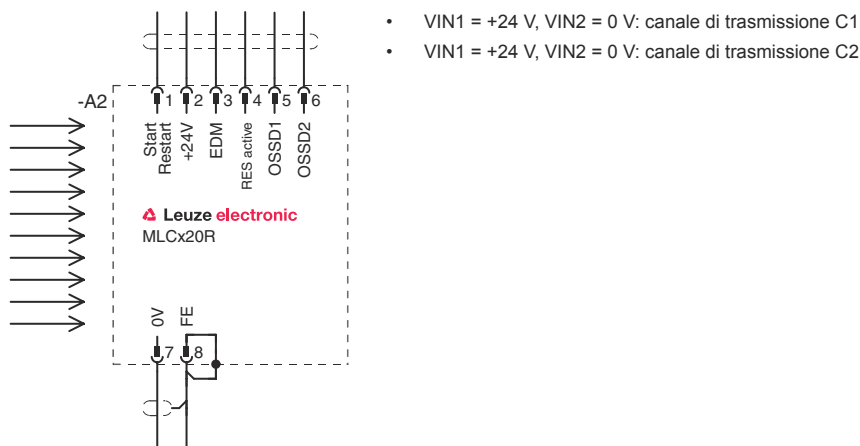 • VIN1 = +24 V, VIN2 = 0 V: canale di trasmissione C1
• VIN1 = +24 V, VIN2 = 0 V: canale di trasmissione C2
-A2
1 2 3 4 5 6
Start
Restart
+24V
EDM
RES active
OSSD1
OSSD2
Leuze electronic
MLCx20R
0V
FE
7 8